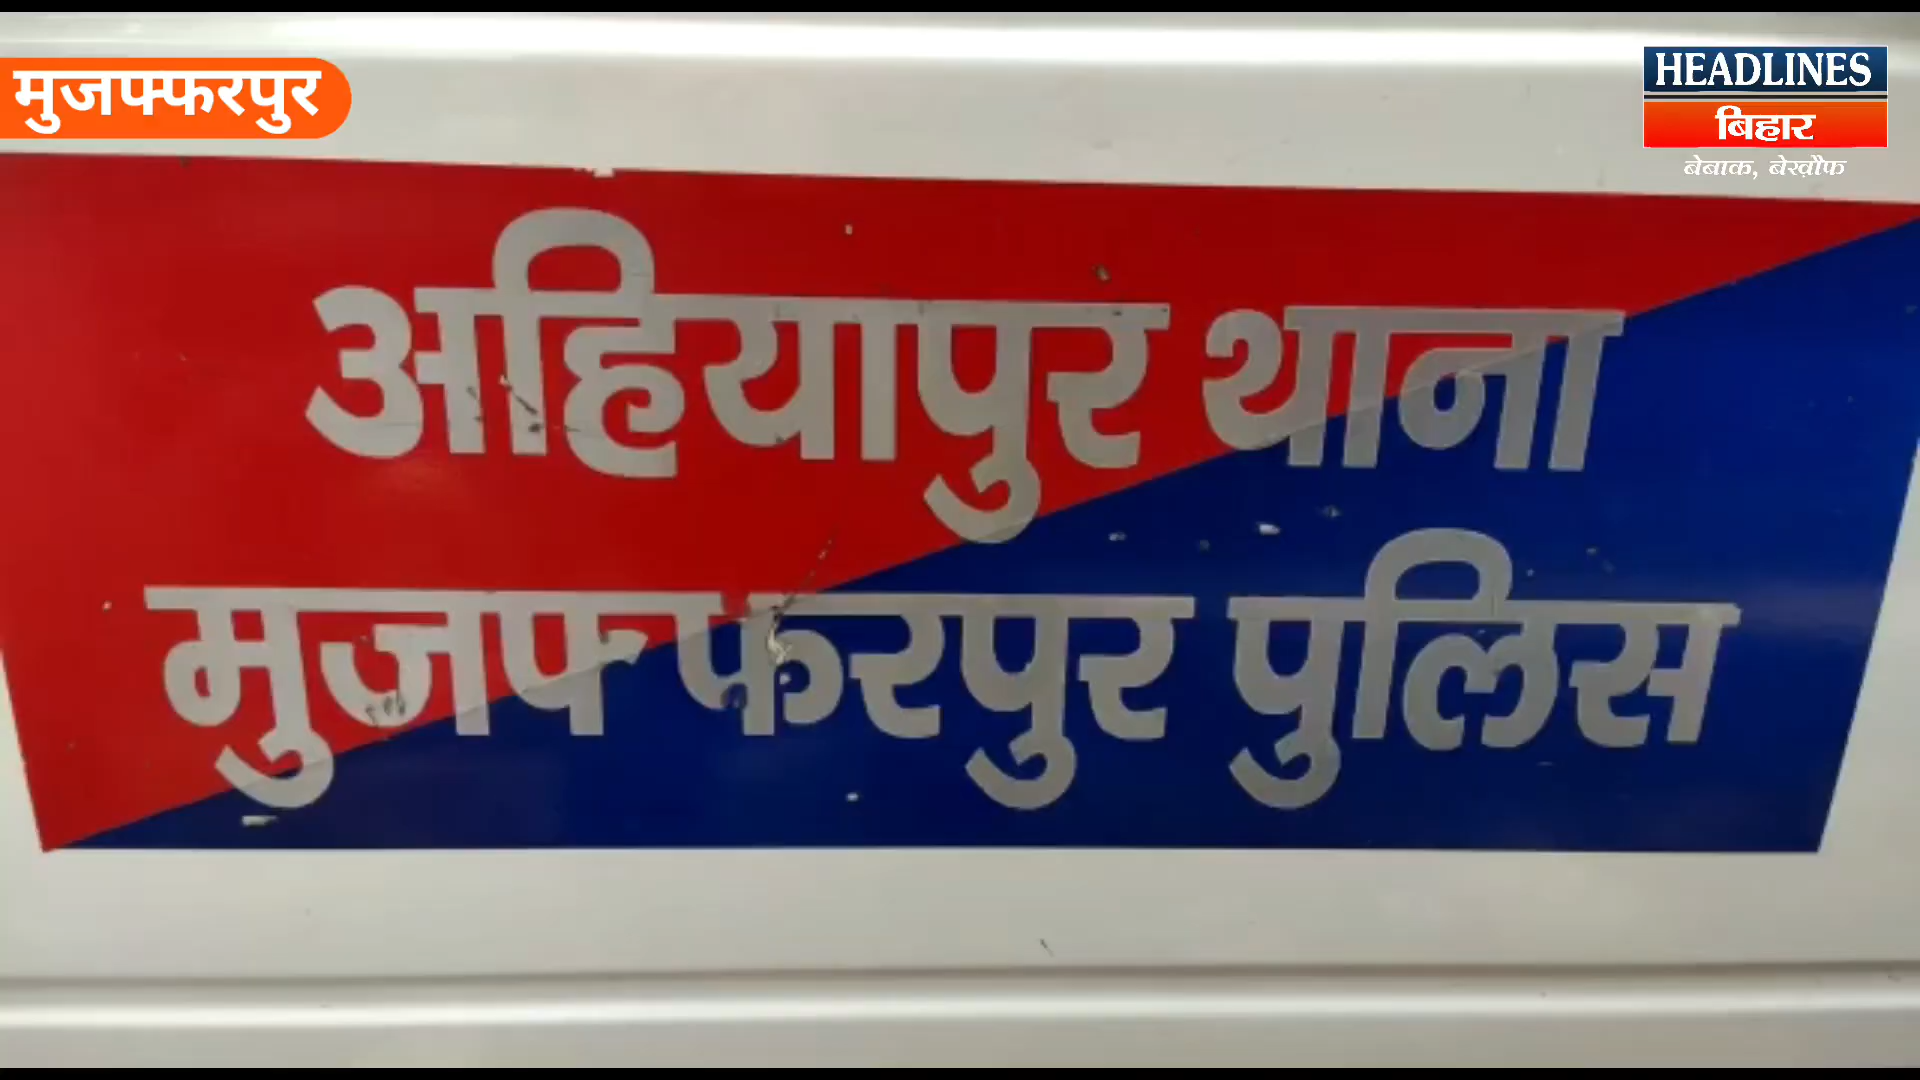 मुजफ्फरपुर
HEADLINES
बिहार
बेबाक, बेख़ौफ
अहियापुर थाना
मुजफ्फरपुर पुलिस